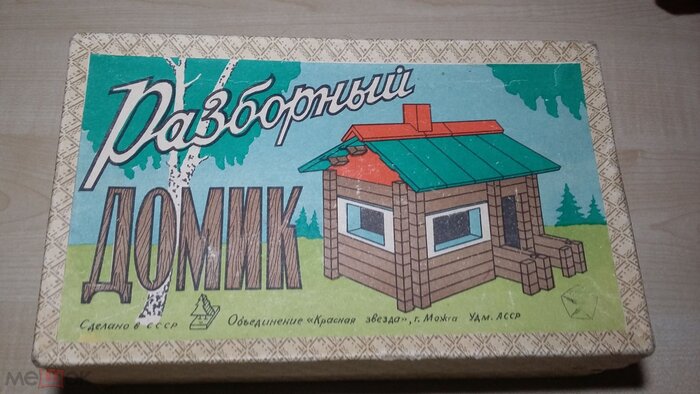 Разборный
ДОМИК
Сделано в СССР Объединение «Красная звезда», г. Можга Удм. АССР